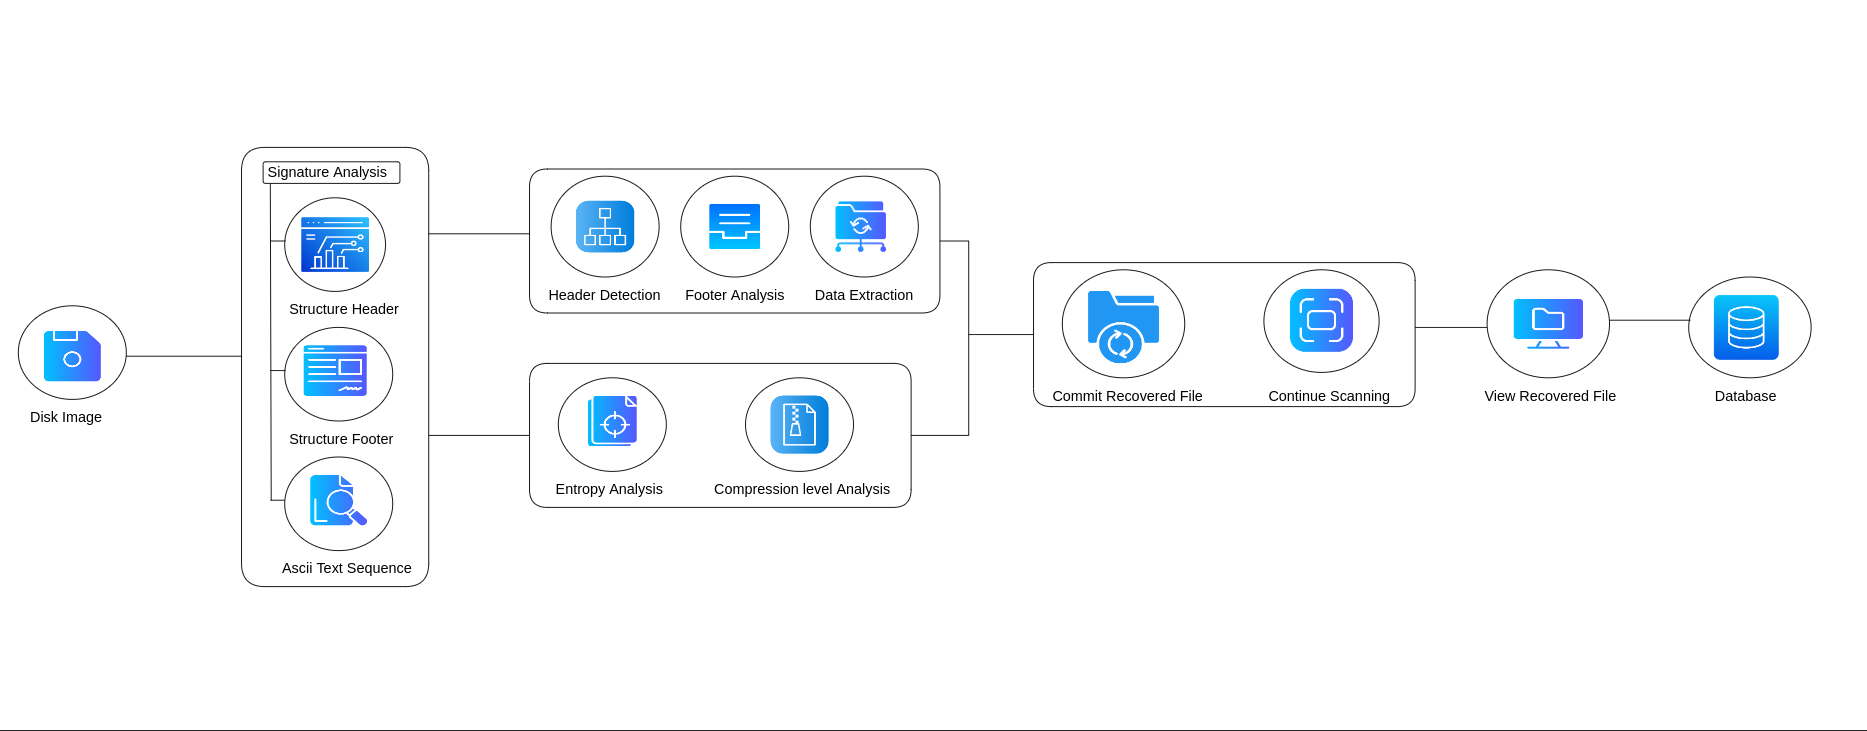 Disk Image
Signature Analysis
Structure Header
Structure Footer
Ascii Text Sequence
Header Detection
Footer Analysis
Data Extraction
Entropy Analysis
Compression level Analysis
Commit Recovered File
Continue Scanning
View Recovered File
Database